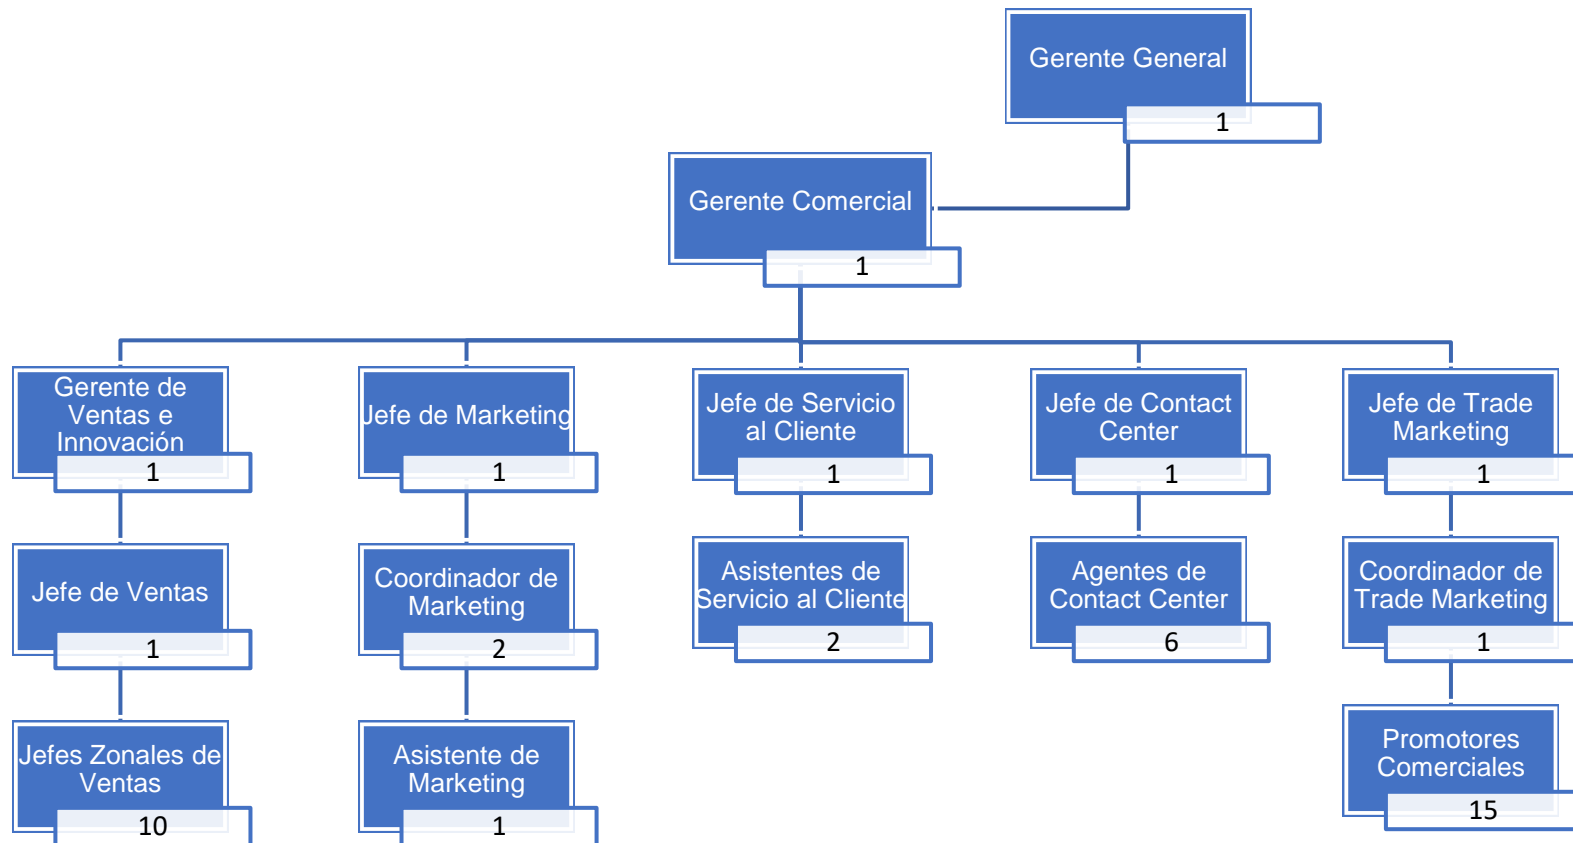 Gerente General
1
Gerente Comercial
1
Gerente de
Ventas e
Innovación
1
Jefe de Marketing
1
Jefe de Servicio
al Cliente
1
Jefe de Contact
Center
1
Jefe de Trade
Marketing
1
Jefe de Ventas
1
Coordinador de
Marketing
2
Asistentes de
Servicio al Cliente
2
Agentes de
Contact Center
6
Coordinador de
Trade Marketing
1
Jefes Zonales de
Ventas
10
Asistente de
Marketing
1
Promotores
Comerciales
15